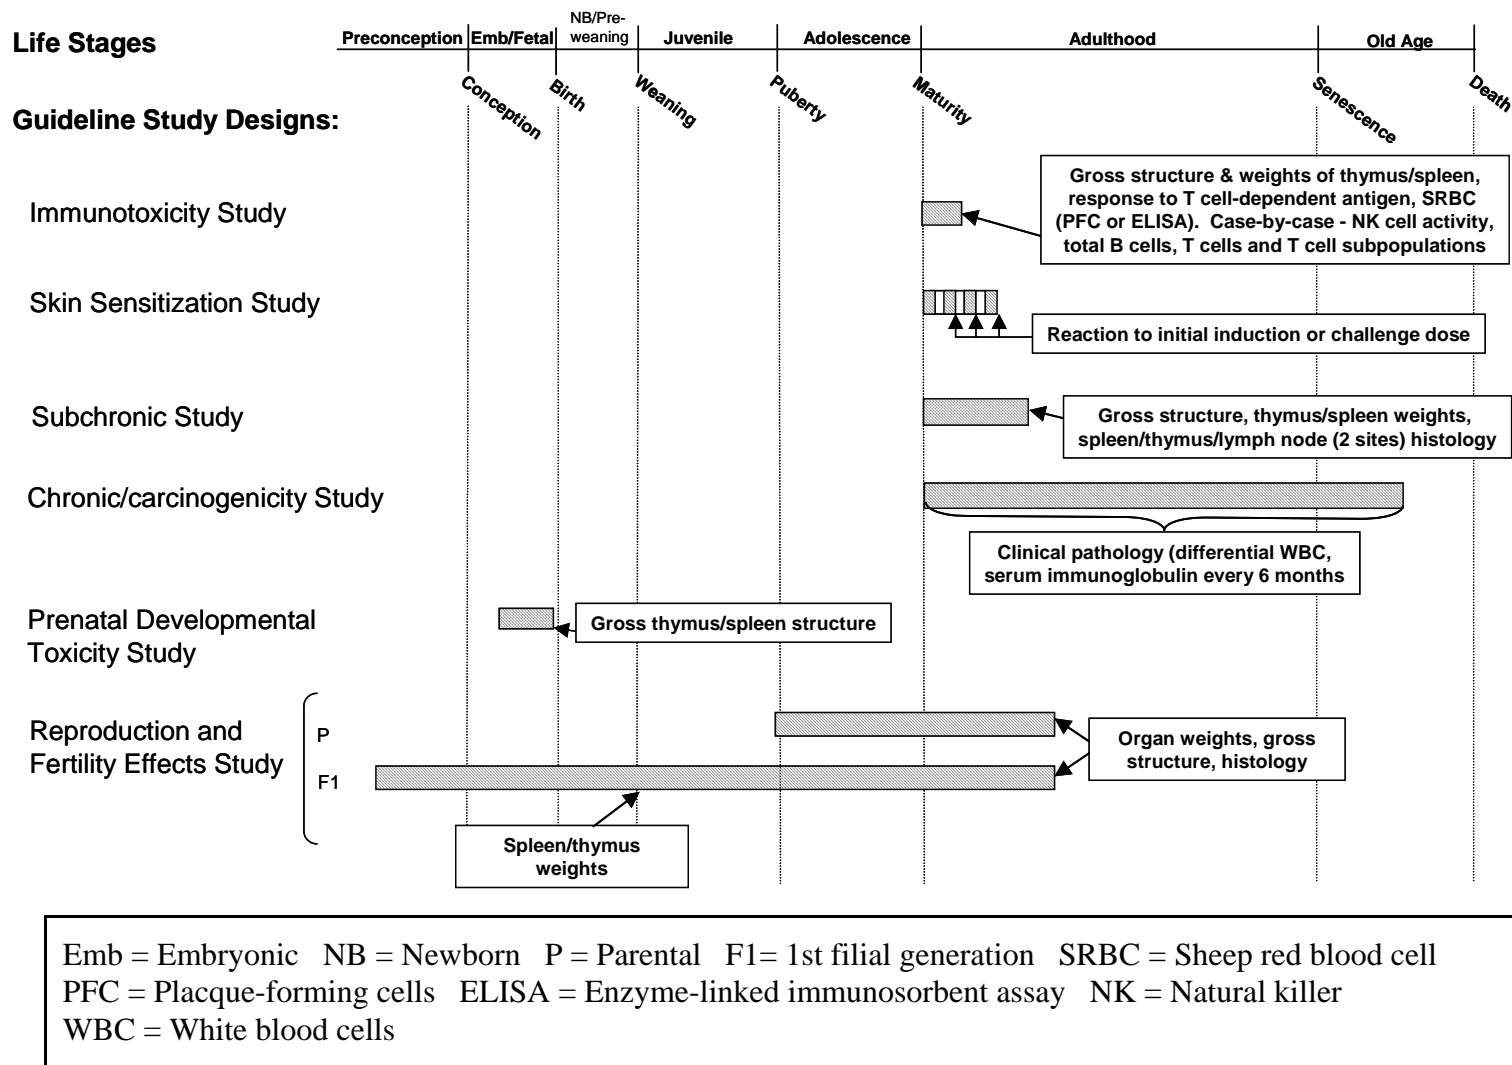 NB/Pre-
weaning
Life Stages
Preconception Emb/Fetal Juvenile Adolescence Adulthood Old Age
Conception Birth Weaning Puberty Maturity Senescence Death
Guideline Study Designs:
Immunotoxicity Study
Gross structure & weights of thymus/spleen,
response to T cell-dependent antigen, SRBC
(PFC or ELISA). Case-by-case - NK cell activity,
total B cells, T cells and T cell subpopulations
Skin Sensitization Study
Reaction to initial induction or challenge dose
Subchronic Study
Gross structure, thymus/spleen weights,
spleen/thymus/lymph node (2 sites) histology
Chronic/carcinogenicity Study
Clinical pathology (differential WBC,
serum immunoglobulin every 6 months
Prenatal Developmental
Toxicity Study
Gross thymus/spleen structure
Reproduction and
Fertility Effects Study
P
F1
Organ weights, gross
structure, histology
Spleen/thymus
weights
Emb = Embryonic NB = Newborn P = Parental F1= 1st filial generation SRBC = Sheep red blood cell
PFC = Placque-forming cells ELISA = Enzyme-linked immunosorbent assay NK = Natural killer
WBC = White blood cells